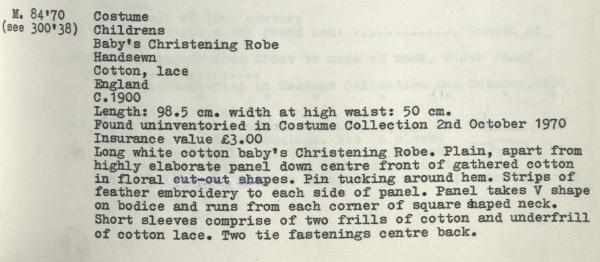 M. 84'70 Costume
(see 300'38) Childrens
Baby's Christening Robe
Handsewn
Cotton, lace
England
C.1900
Length: 98.5 cm. width at high waist: 50 cm.
Found uninventoried in Costume Collection 2nd October 1970
Insurance value £3.00
Long white cotton baby's Christening Robe. Plain, apart from
highly elaborate panel down centre front of gathered cotton
in floral cut-out shapes. Pin tucking around hem. Strips of
feather embroidery to each side of panel. Panel takes V shape
on bodice and runs from each corner of square shaped neck.
Short sleeves comprise of two frills of cotton and underfrill
of cotton lace. Two tie fastenings centre back.